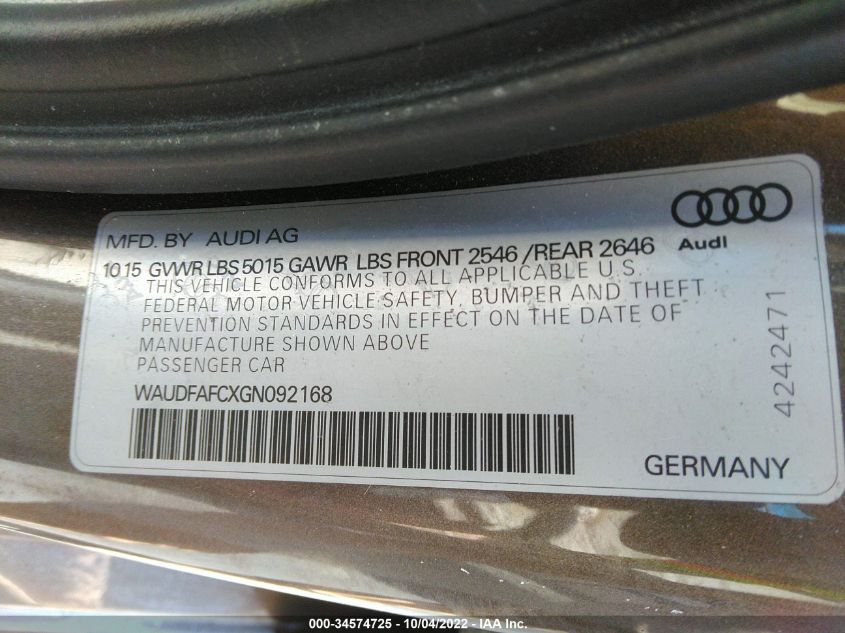 MFD. BY AUDI AG
Audi
1015 GVWR LBS 5015 GAWR LBS FRONT 2546 /REAR 2646
THIS VEHICLE CONFORMS TO ALL APPLICABLE U.S.
FEDERAL MOTOR VEHICLE SAFETY, BUMPER AND THEFT
PREVENTION STANDARDS IN EFFECT ON THE DATE OF
MANUFACTURE SHOWN ABOVE
PASSENGER CAR
WAUDFAFCXGN092168
4242471
GERMANY
000-34574725 - 10/04/2022 - IAA Inc.